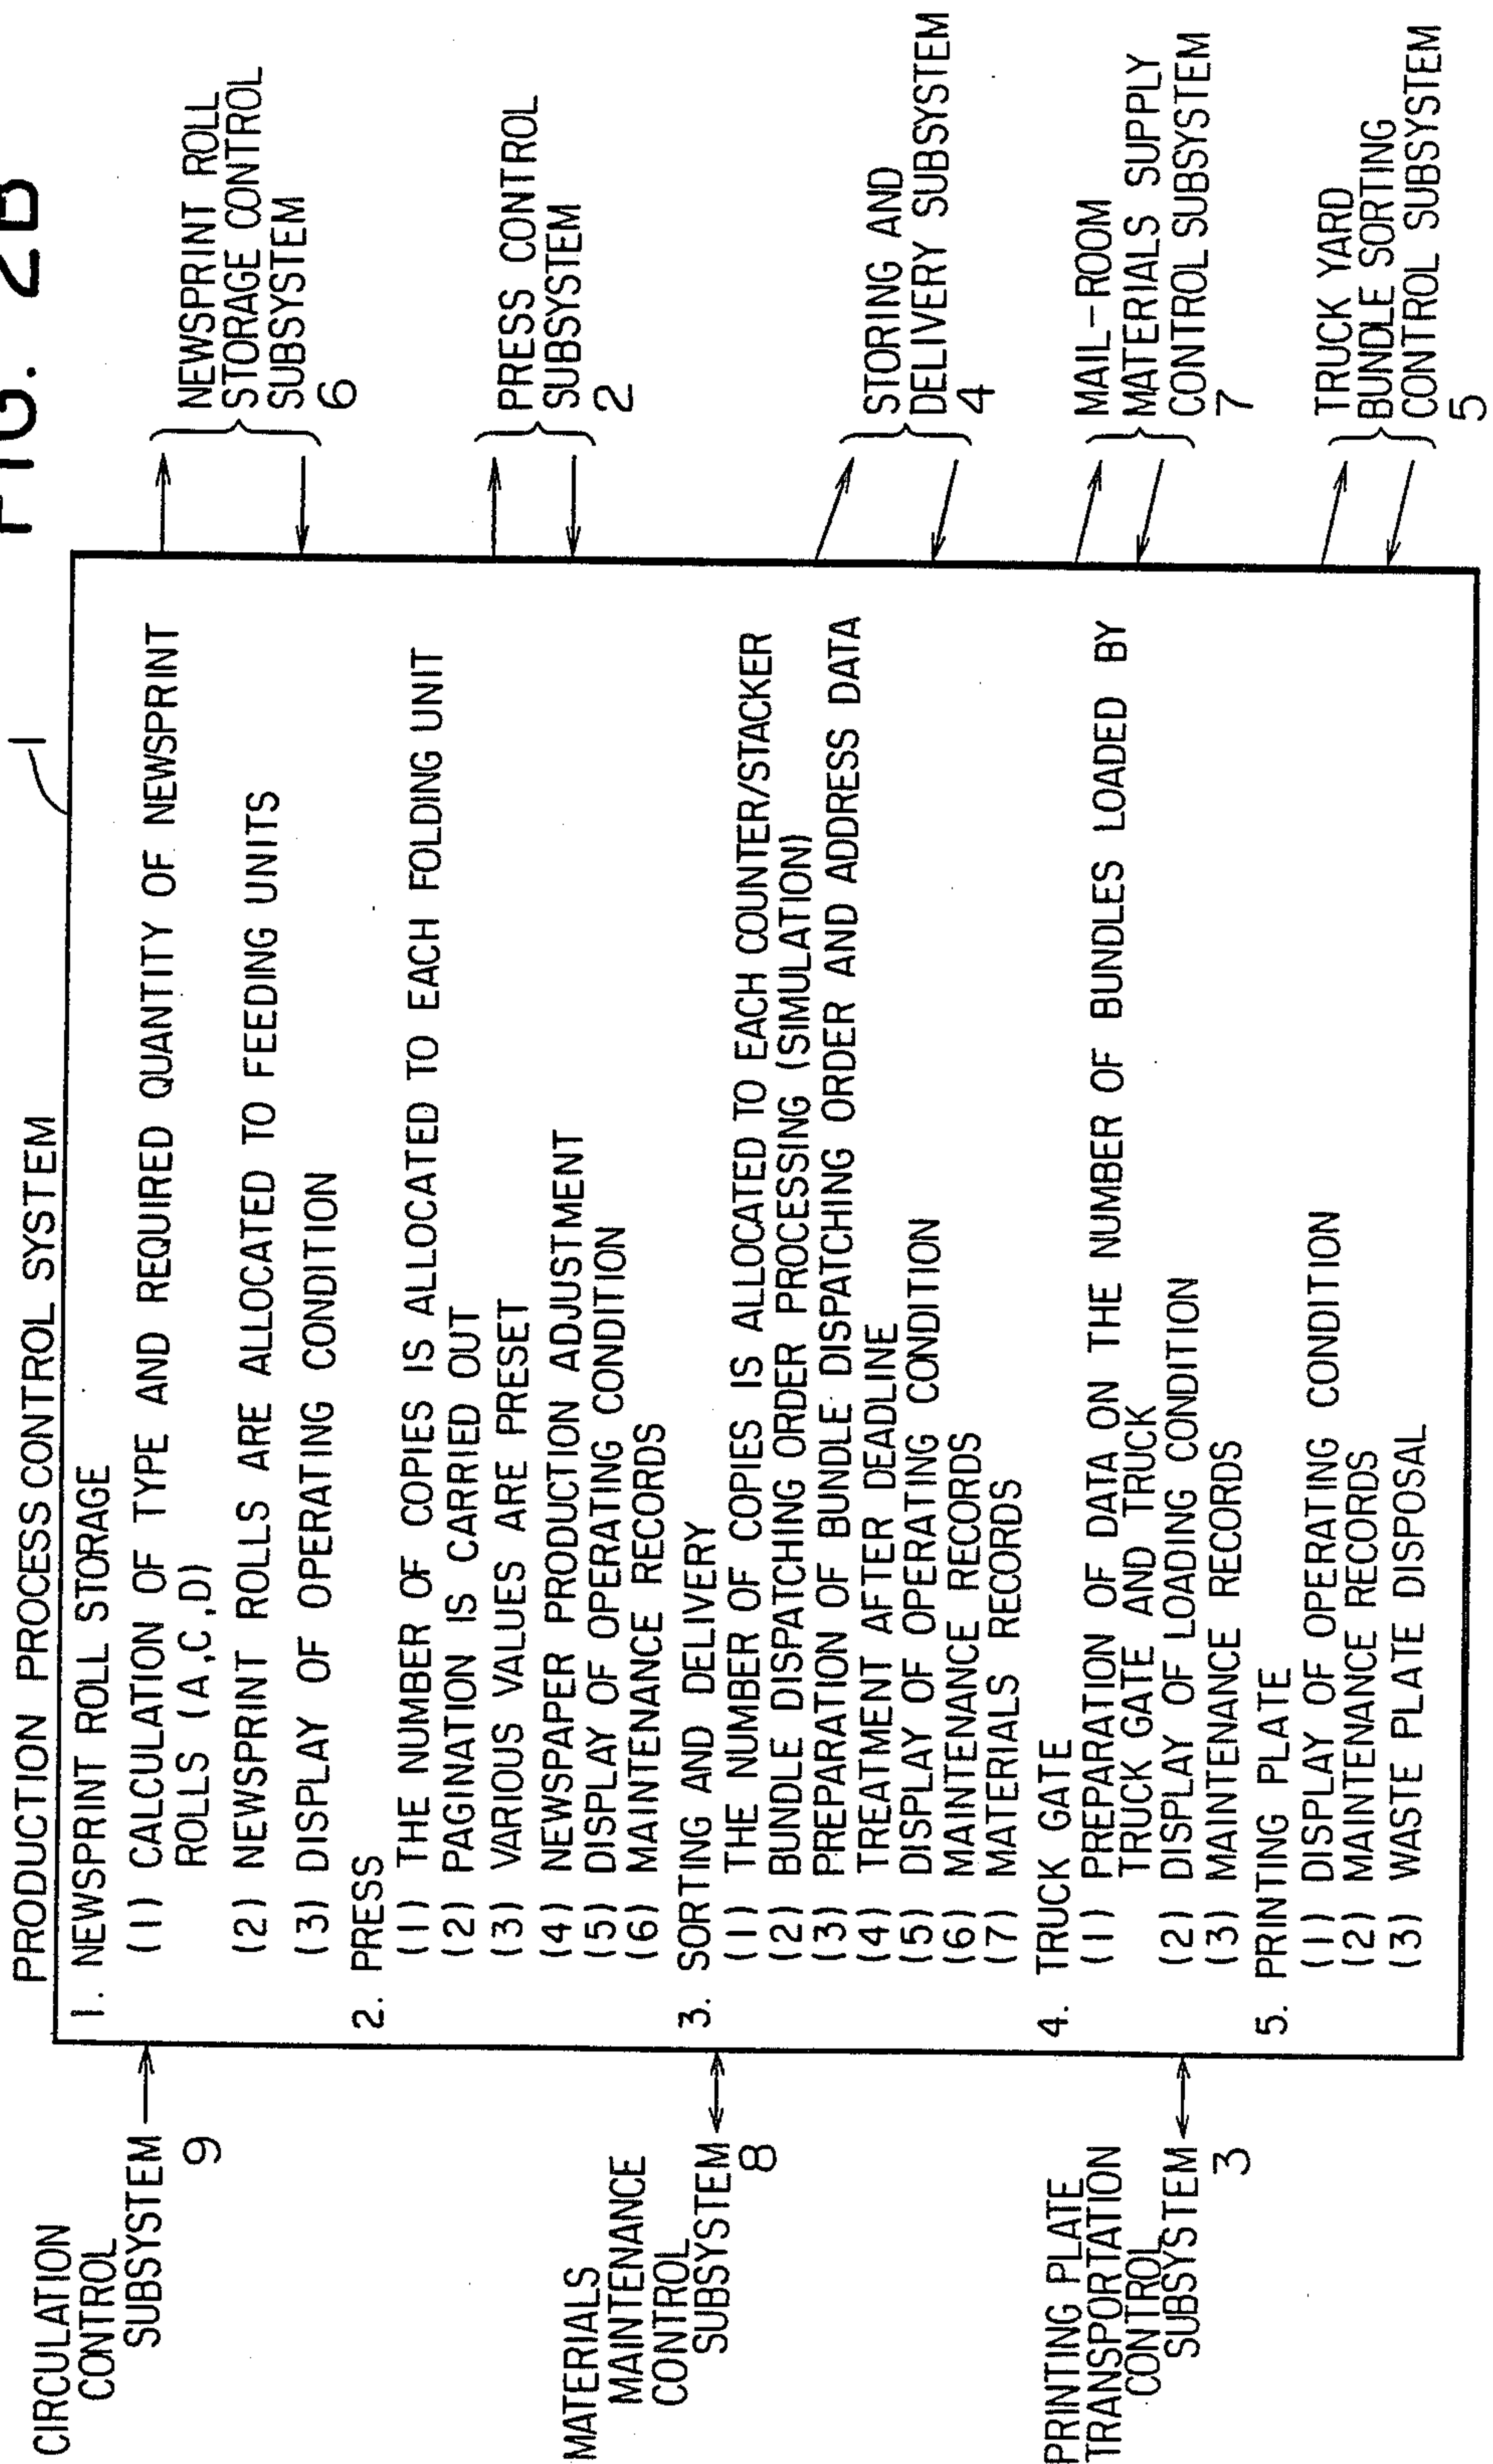 FIG. 2B
PRODUCTION PROCESS CONTROL SYSTEM
1
1. NEWSPRINT ROLL STORAGE
(1) CALCULATION OF TYPE AND REQUIRED QUANTITY OF NEWSPRINT
ROLLS (A,C,D)
(2) NEWSPRINT ROLLS ARE ALLOCATED TO FEEDING UNITS
(3) DISPLAY OF OPERATING CONDITION
2. PRESS
(1) THE NUMBER OF COPIES IS ALLOCATED TO EACH FOLDING UNIT
(2) PAGINATION IS CARRIED OUT
(3) VARIOUS VALUES ARE PRESET
(4) NEWSPAPER PRODUCTION ADJUSTMENT
(5) DISPLAY OF OPERATING CONDITION
(6) MAINTENANCE RECORDS
3. SORTING AND DELIVERY
(1) THE NUMBER OF COPIES IS ALLOCATED TO EACH COUNTER/STACKER
(2) BUNDLE DISPATCHING ORDER PROCESSING (SIMULATION)
(3) PREPARATION OF BUNDLE DISPATCHING ORDER AND ADDRESS DATA
(4) TREATMENT AFTER DEADLINE
(5) DISPLAY OF OPERATING CONDITION
(6) MAINTENANCE RECORDS
(7) MATERIALS RECORDS
4. TRUCK GATE
(1) PREPARATION OF DATA ON THE NUMBER OF BUNDLES LOADED BY
TRUCK GATE AND TRUCK
(2) DISPLAY OF LOADING CONDITION
(3) MAINTENANCE RECORDS
5. PRINTING PLATE
(1) DISPLAY OF OPERATING CONDITION
(2) MAINTENANCE RECORDS
(3) WASTE PLATE DISPOSAL
CIRCULATION
CONTROL
SUBSYSTEM
9
MATERIALS
MAINTENANCE
CONTROL
SUBSYSTEM
8
PRINTING PLATE
TRANSPORTATION
CONTROL
SUBSYSTEM
3
NEWSPRINT ROLL
STORAGE CONTROL
SUBSYSTEM
6
PRESS CONTROL
SUBSYSTEM
2
STORING AND
DELIVERY SUBSYSTEM
4
MAIL-ROOM
MATERIALS SUPPLY
CONTROL SUBSYSTEM
7
TRUCK YARD
BUNDLE SORTING
CONTROL SUBSYSTEM
5